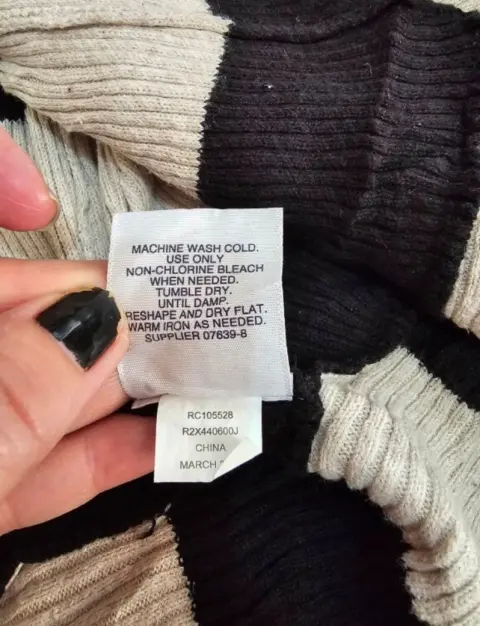 MACHINE WASH COLD.
USE ONLY
NON-CHLORINE BLEACH
WHEN NEEDED.
TUMBLE DRY.
UNTIL DAMP.
RESHAPE AND DRY FLAT.
WARM IRON AS NEEDED.
SUPPLIER 07639-8
RC105528
R2X440600J
CHINA
MARCH